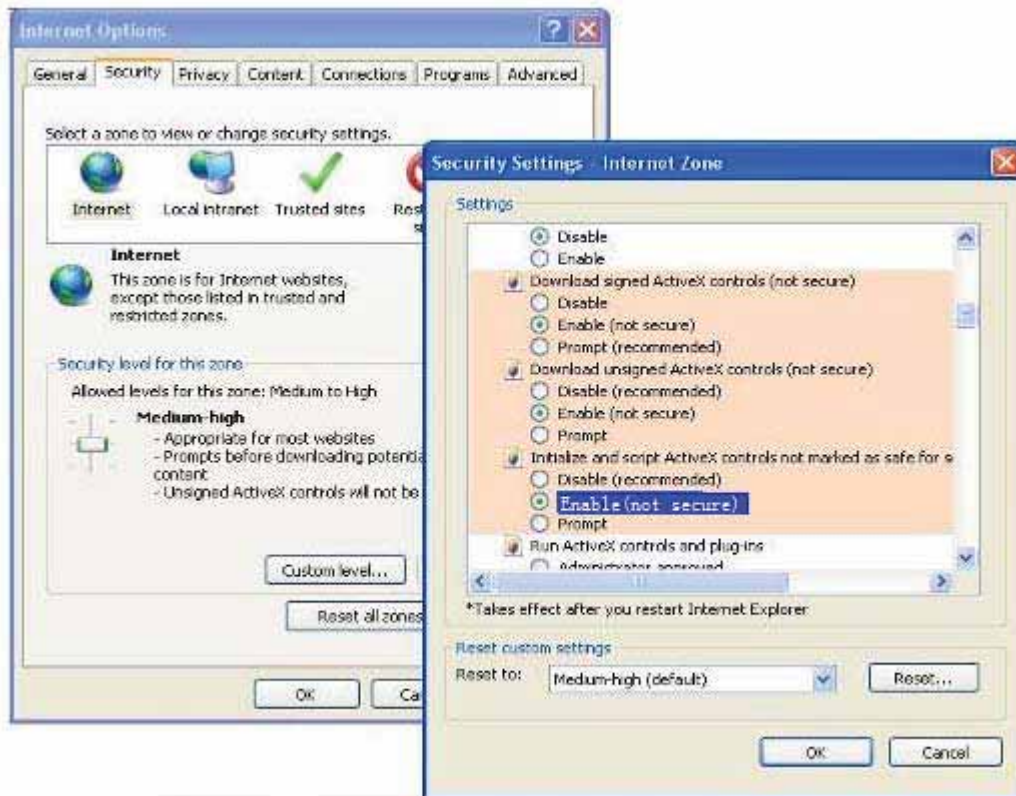 Internet Options
General Security Privacy Content Connections Programs Advanced
Select a zone to view or change security settings.
Internet Local intranet Trusted sites
Internet
This zone is for Internet websites,
except those listed in trusted and
restricted zones.
Security level for this zone
Allowed levels for this zone: Medium to High
Medium-high
- Appropriate for most websites
- Prompts before downloading
content
- Unsigned ActiveX controls will not be
Custom level...
Reset all zones
OK
Security Settings - Internet Zone
Settings
Disable
Enable
Download signed ActiveX controls (not secure)
Disable
Enable (not secure)
Prompt (recommended)
Download unsigned ActiveX controls (not secure)
Disable (recommended)
Enable (not secure)
Prompt
Initialize and script ActiveX controls not marked as safe for s
Disable (recommended)
Enable(not secure)
Prompt
Run ActiveX controls and plug-ins
Administrator approved
*Takes effect after you restart Internet Explorer
Reset custom settings
Reset to: Medium-high (default) Reset...
OK Cancel